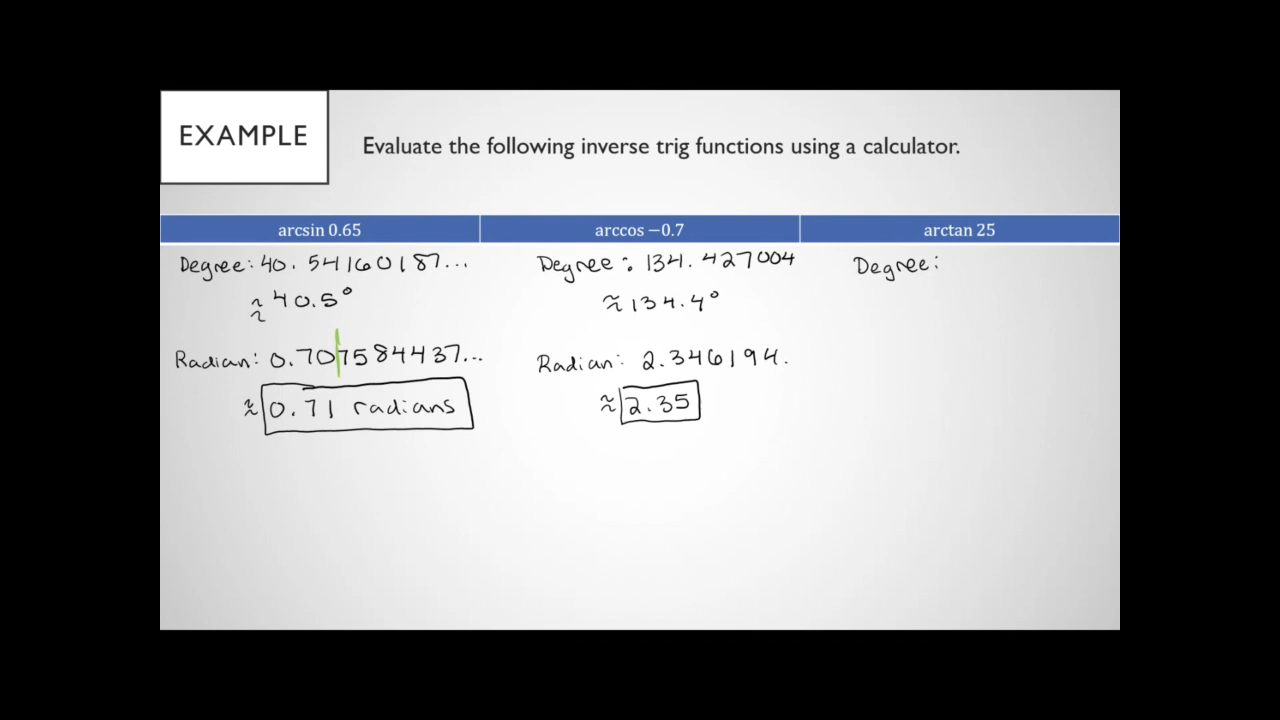 EXAMPLE
Evaluate the following inverse trig functions using a calculator.
arcsin 0.65
Degree: 40.54160187...
≈ 40.5°
Radian: 0.707584437...
≈ 0.71 radians
arccos −0.7
Degree: 134.427004
≈ 134.4°
Radian: 2.346194.
≈ 2.35
arctan 25
Degree: